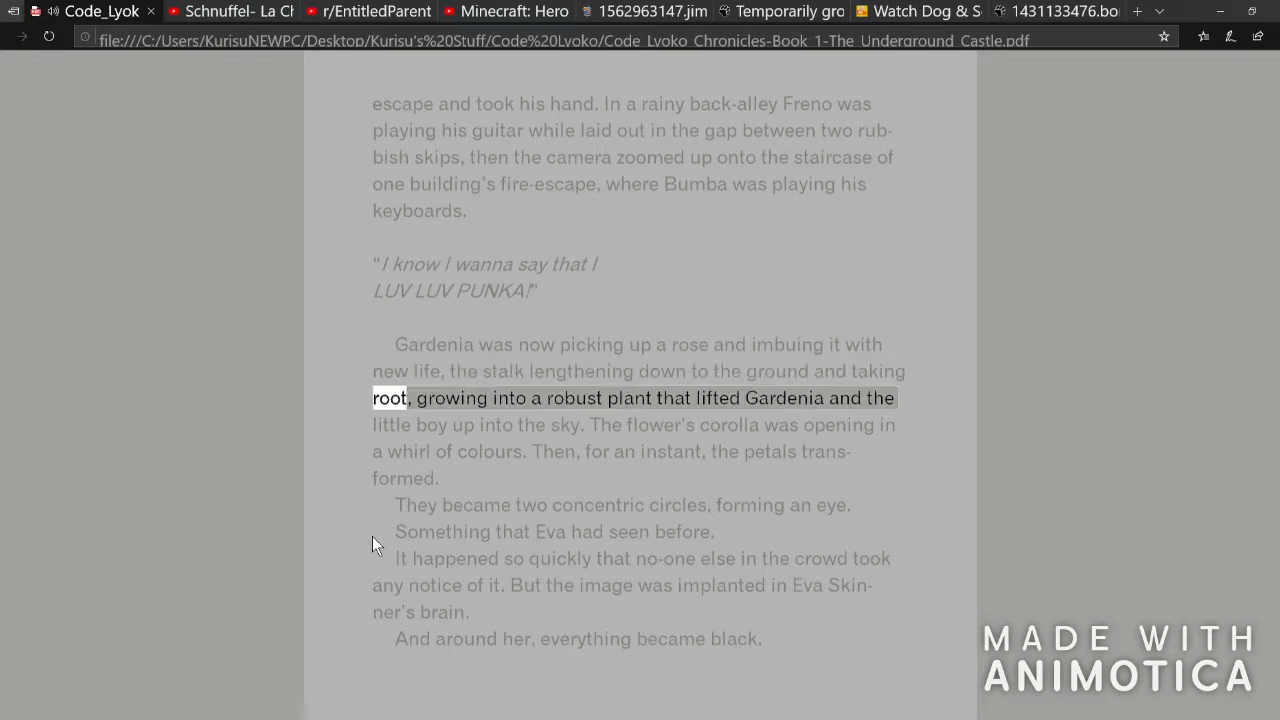 Code_Lyok
Schnuffel- La Ch
r/EntitledParent
Minecraft: Hero
1562963147.jim
Temporarily gro
Watch Dog & S
1431133476.bo
file:///C:/Users/KurisuNEWPC/Desktop/Kurisu's%20Stuff/Code%20Lyoko/Code_Lyoko_Chronicles-Book_1-The_Underground_Castle.pdf
escape and took his hand. In a rainy back-alley Freno was
playing his guitar while laid out in the gap between two rub-
bish skips, then the camera zoomed up onto the staircase of
one building's fire-escape, where Bumba was playing his
keyboards.
"I know I wanna say that I
LUV LUV PUNKA!"
Gardenia was now picking up a rose and imbuing it with
new life, the stalk lengthening down to the ground and taking
root, growing into a robust plant that lifted Gardenia and the
little boy up into the sky. The flower's corolla was opening in
a whirl of colours. Then, for an instant, the petals trans-
formed.
They became two concentric circles, forming an eye.
Something that Eva had seen before.
It happened so quickly that no-one else in the crowd took
any notice of it. But the image was implanted in Eva Skin-
ner's brain.
And around her, everything became black.
MADE WITH
ANIMOTICA